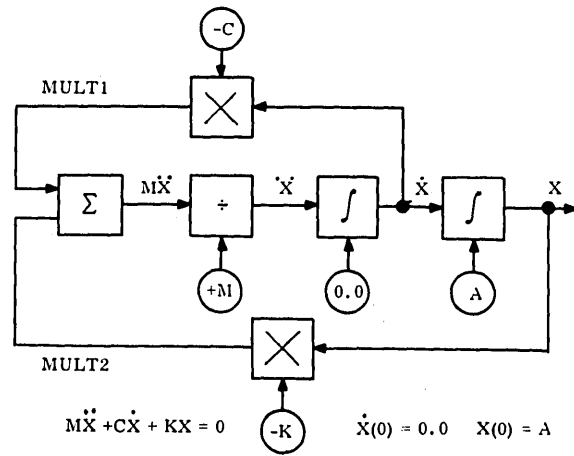 -C
MULT1
MẌ Ẍ Ẋ X
Σ ÷ ∫ ∫
+M 0.0 A
MULT2
MẌ + CẊ + KX = 0 Ẋ(0) = 0.0 X(0) = A
-K